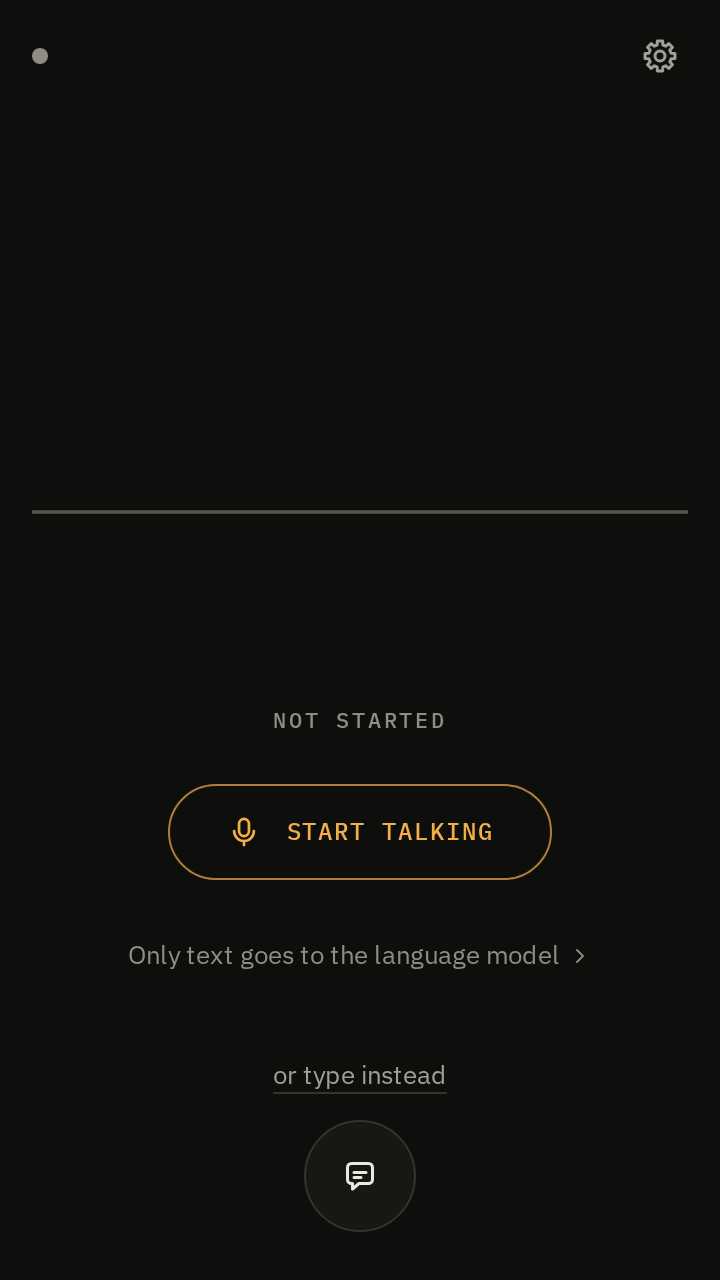 NOT STARTED
START TALKING
Only text goes to the language model
or type instead